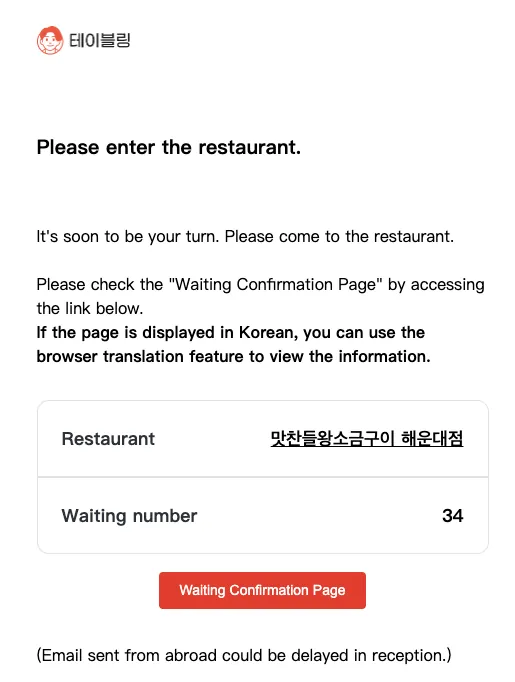 테이블링
Please enter the restaurant.
It's soon to be your turn. Please come to the restaurant.
Please check the "Waiting Confirmation Page" by accessing
the link below.
If the page is displayed in Korean, you can use the
browser translation feature to view the information.
Restaurant 맛찬들왕소금구이 해운대점
Waiting number 34
Waiting Confirmation Page
(Email sent from abroad could be delayed in reception.)